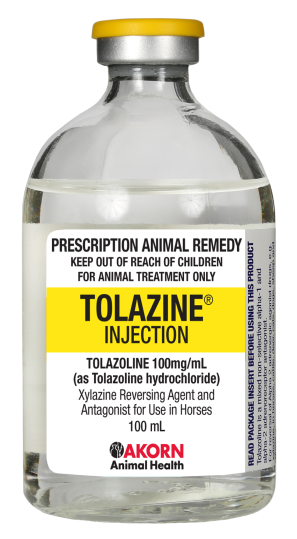 PRESCRIPTION ANIMAL REMEDY
KEEP OUT OF REACH OF CHILDREN
FOR ANIMAL TREATMENT ONLY
TOLAZINE®
INJECTION
TOLAZOLINE 100mg/mL
(as Tolazoline hydrochloride)
Xylazine Reversing Agent and
Antagonist for Use in Horses
100 mL
AKORN
Animal Health
READ PACKAGE INSERT BEFORE USING THIS PRODUCT
Tolazoline is a mixed non-selective alpha-1 and